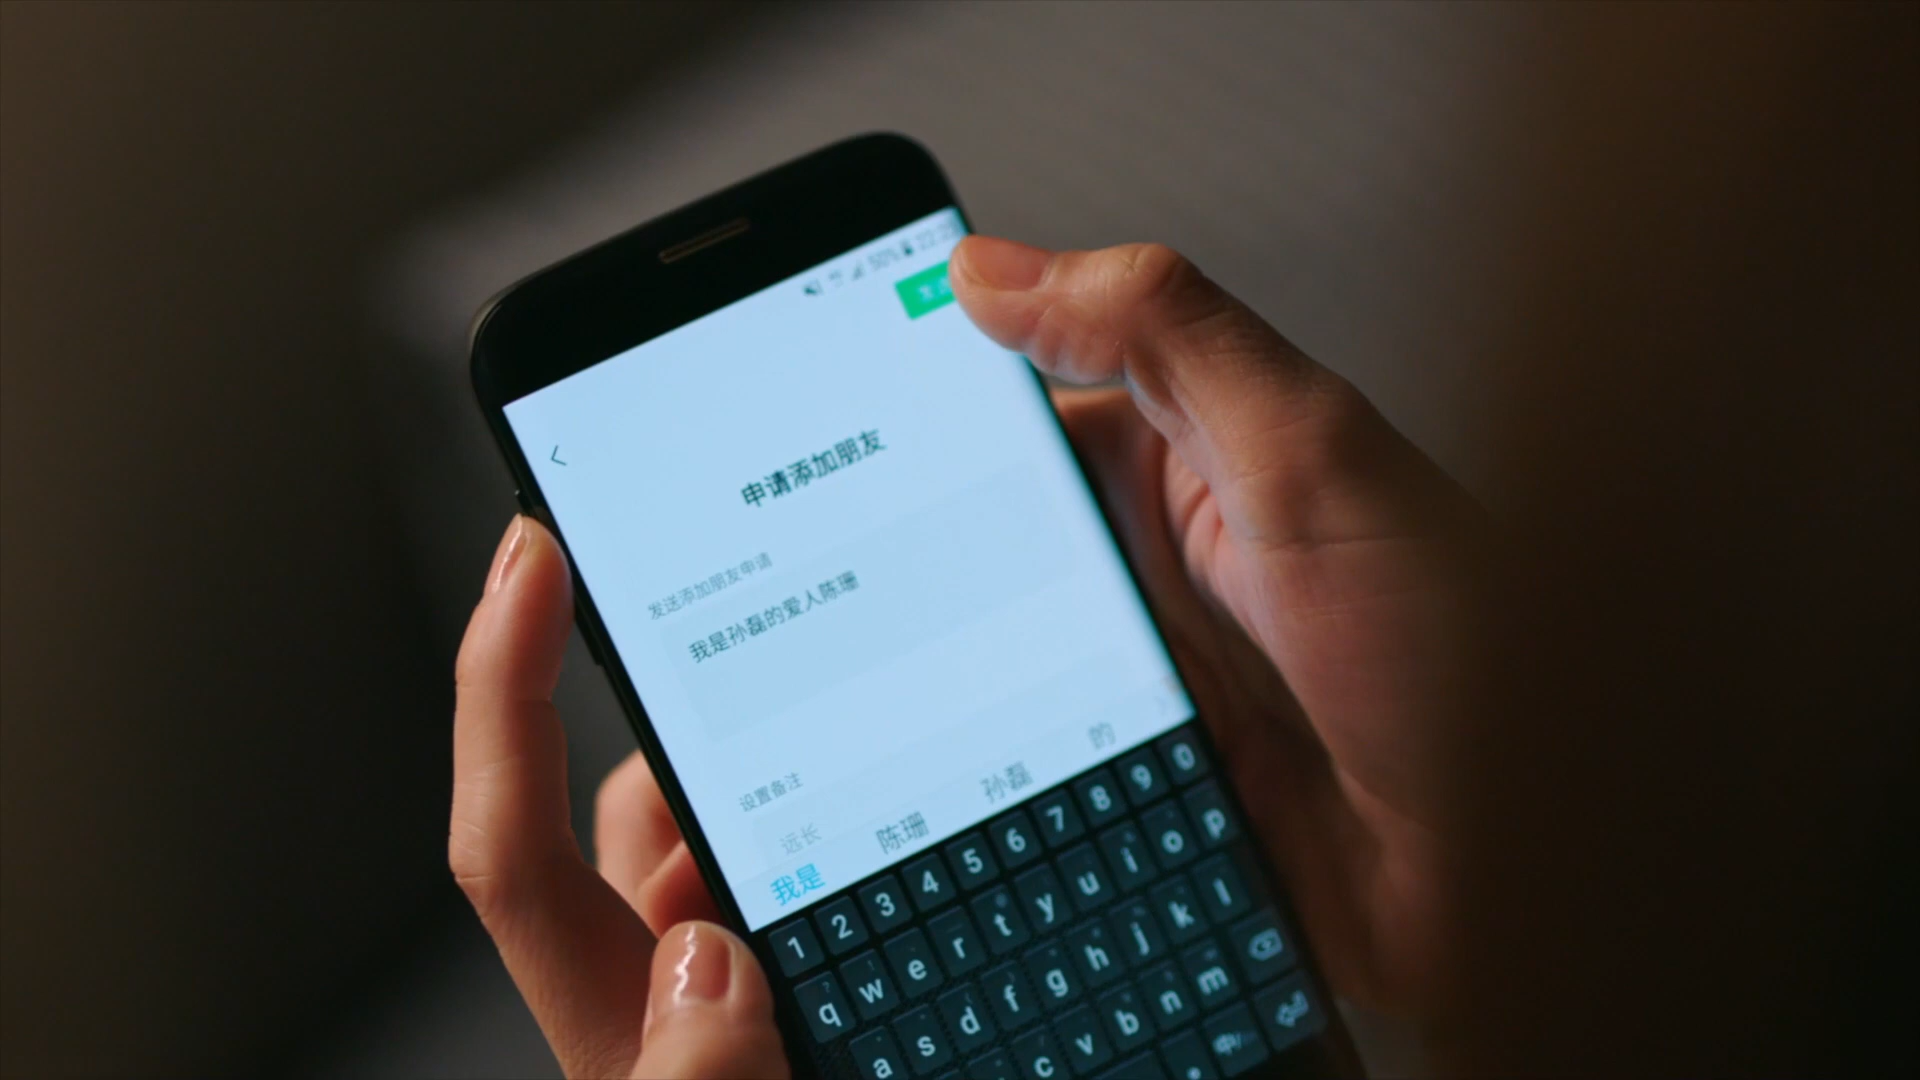 50%
申请添加朋友
发送添加朋友申请
我是孙磊的爱人陈珊
设置备注
远长
我是 陈珊 孙磊 的
1 2 3 4 5 6 7 8 9 0
q w e r t y u i o p
a s d f g h j k l
c v b n m